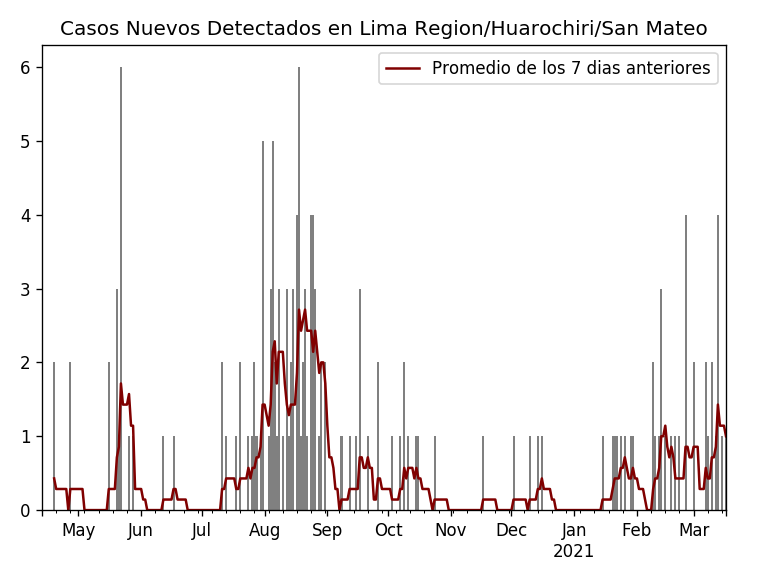 Casos Nuevos Detectados en Lima Region/Huarochiri/San Mateo
Promedio de los 7 dias anteriores
6
5
4
3
2
1
0
May Jun Jul Aug Sep Oct Nov Dec Jan Feb Mar
2021